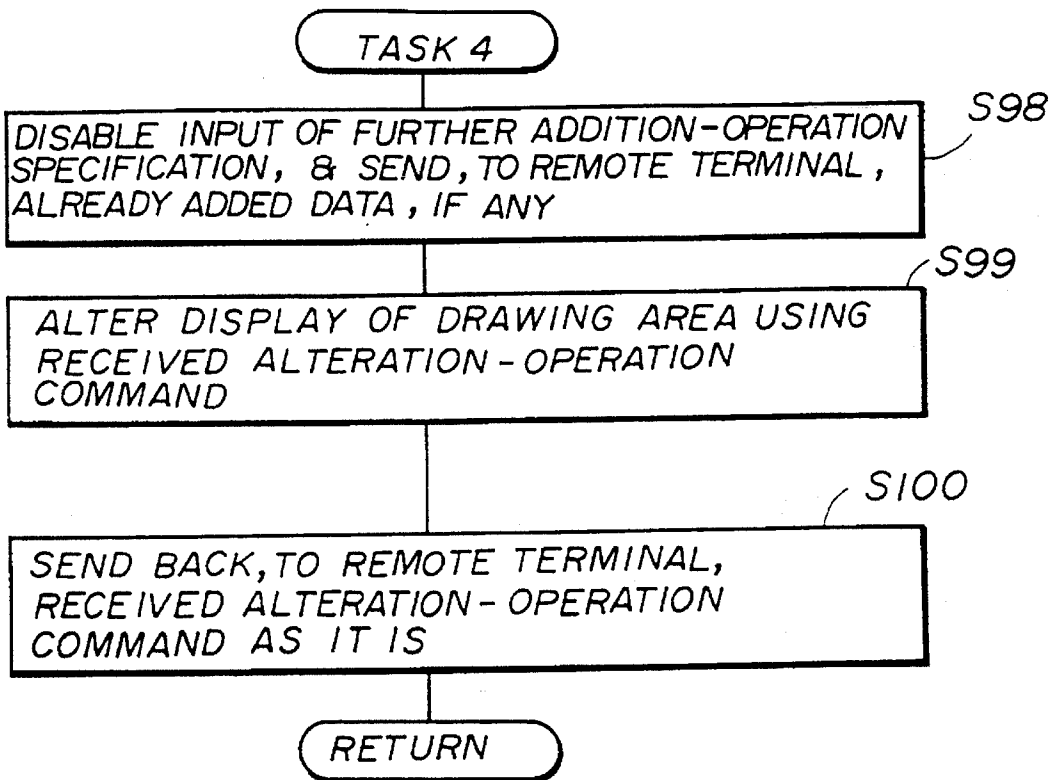 TASK 4
S98
DISABLE INPUT OF FURTHER ADDITION-OPERATION
SPECIFICATION, & SEND, TO REMOTE TERMINAL,
ALREADY ADDED DATA, IF ANY
S99
ALTER DISPLAY OF DRAWING AREA USING
RECEIVED ALTERATION-OPERATION
COMMAND
S100
SEND BACK, TO REMOTE TERMINAL,
RECEIVED ALTERATION-OPERATION
COMMAND AS IT IS
RETURN